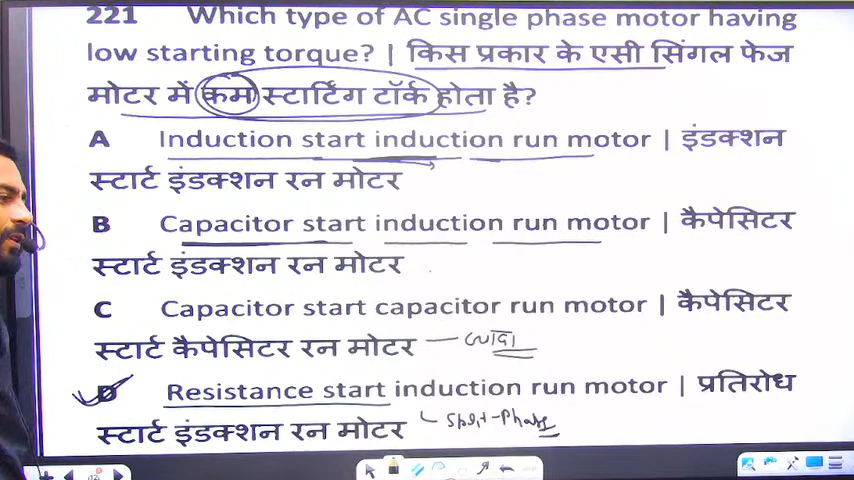 221 Which type of AC single phase motor having
low starting torque? | किस प्रकार के एसी सिंगल फेज
मोटर में कम स्टार्टिंग टॉर्क होता है?
A Induction start induction run motor | इंडक्शन
स्टार्ट इंडक्शन रन मोटर
B Capacitor start induction run motor | कैपेसिटर
स्टार्ट इंडक्शन रन मोटर
C Capacitor start capacitor run motor | कैपेसिटर
स्टार्ट कैपेसिटर रन मोटर
D Resistance start induction run motor | प्रतिरोध
स्टार्ट इंडक्शन रन मोटर Split-Phase